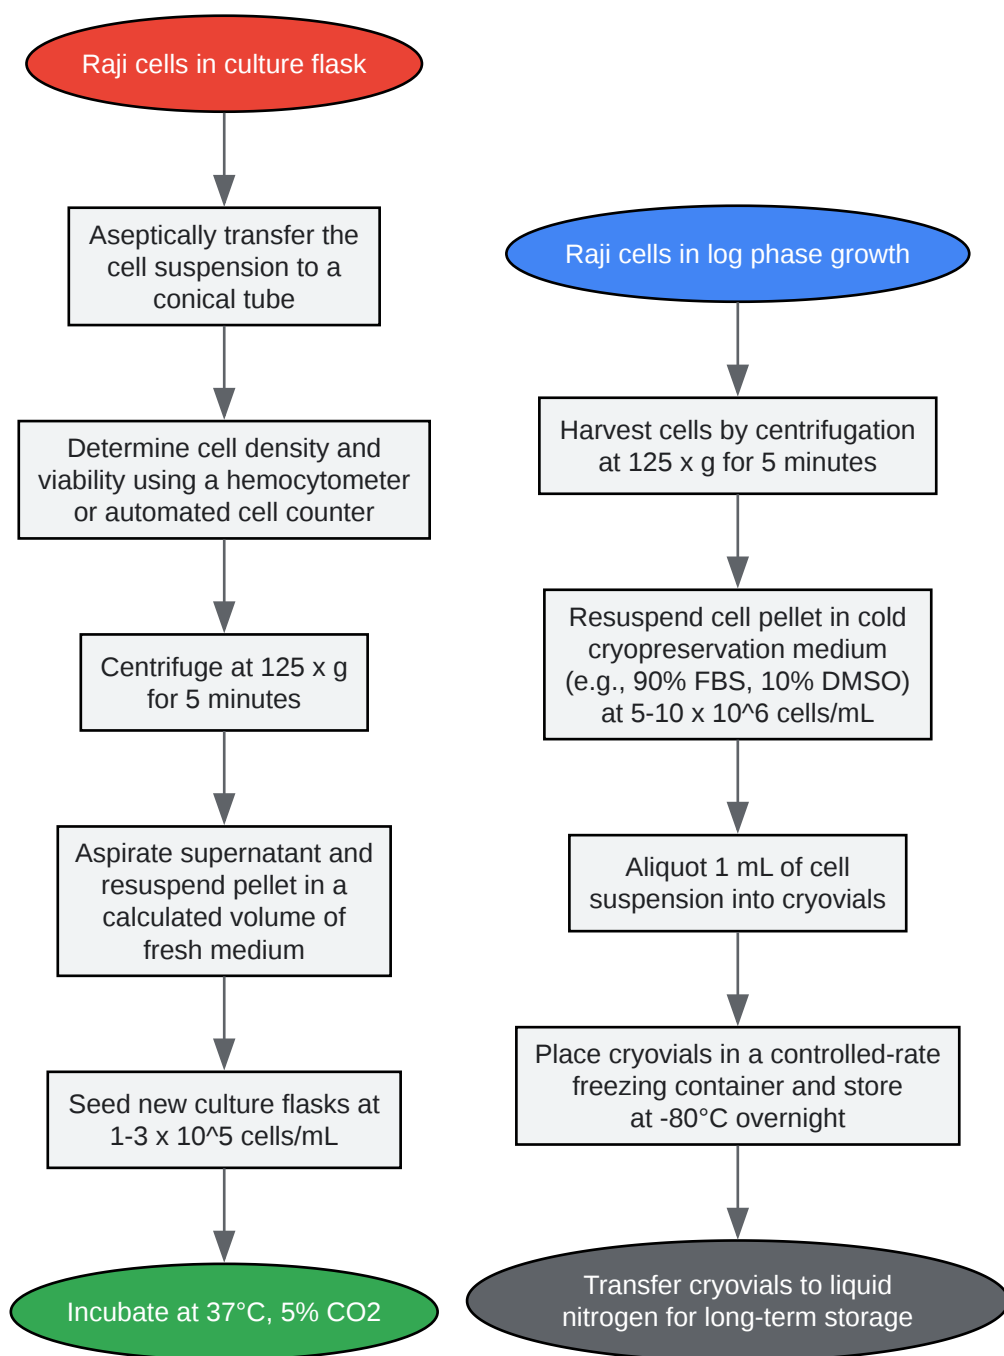 Raji cells in culture flask
Aseptically transfer the
cell suspension to a
conical tube
Determine cell density and
viability using a hemocytometer
or automated cell counter
Centrifuge at 125 x g
for 5 minutes
Aspirate supernatant and
resuspend pellet in a
calculated volume of
fresh medium
Seed new culture flasks at
1-3 x 10^5 cells/mL
Incubate at 37°C, 5% CO2
Raji cells in log phase growth
Harvest cells by centrifugation
at 125 x g for 5 minutes
Resuspend cell pellet in cold
cryopreservation medium
(e.g., 90% FBS, 10% DMSO)
at 5-10 x 10^6 cells/mL
Aliquot 1 mL of cell
suspension into cryovials
Place cryovials in a controlled-rate
freezing container and store
at -80°C overnight
Transfer cryovials to liquid
nitrogen for long-term storage